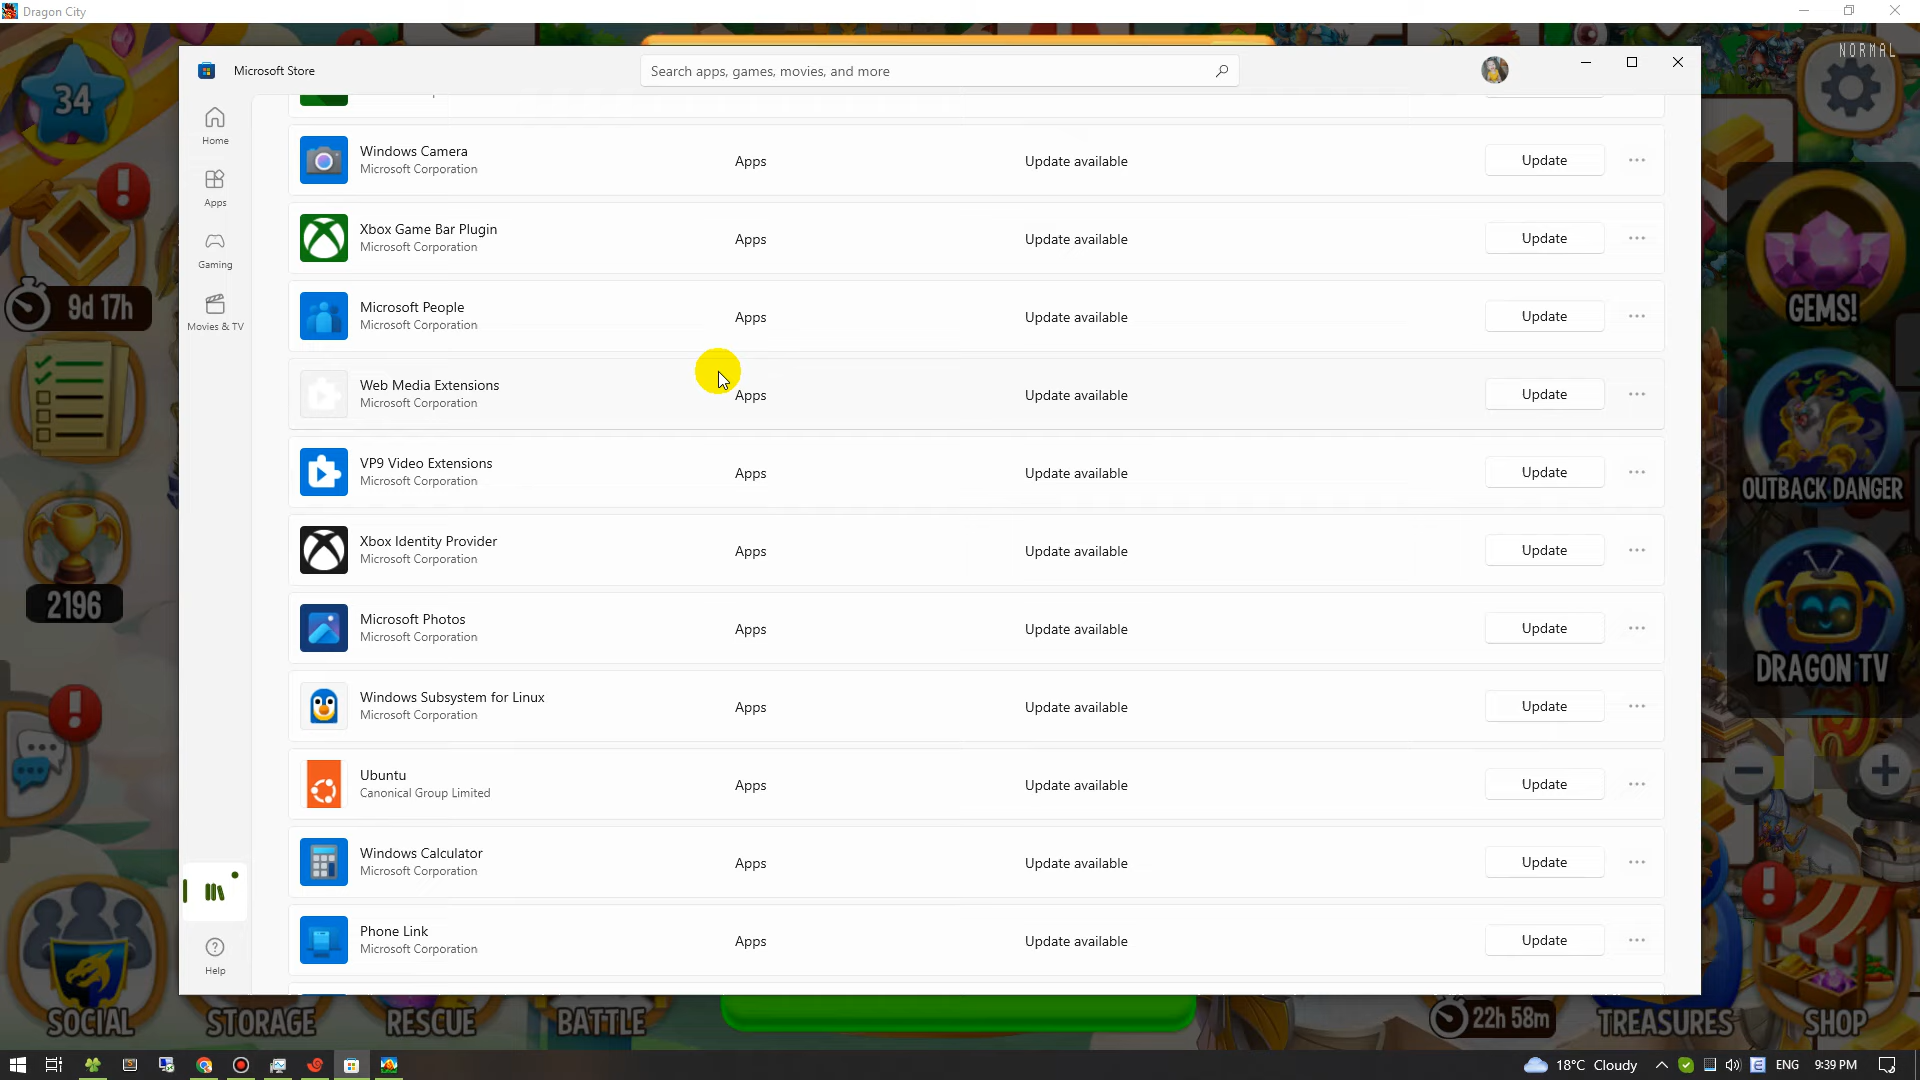 Dragon City
NORMAL
34
Microsoft Store
Search apps, games, movies, and more
Home
Apps
Gaming
Movies & TV
Help
Windows Camera
Microsoft Corporation
Apps
Update available
Update
Xbox Game Bar Plugin
Microsoft Corporation
Apps
Update available
Update
Microsoft People
Microsoft Corporation
Apps
Update available
Update
Web Media Extensions
Microsoft Corporation
Apps
Update available
Update
VP9 Video Extensions
Microsoft Corporation
Apps
Update available
Update
Xbox Identity Provider
Microsoft Corporation
Apps
Update available
Update
Microsoft Photos
Microsoft Corporation
Apps
Update available
Update
Windows Subsystem for Linux
Microsoft Corporation
Apps
Update available
Update
Ubuntu
Canonical Group Limited
Apps
Update available
Update
Windows Calculator
Microsoft Corporation
Apps
Update available
Update
Phone Link
Microsoft Corporation
Apps
Update available
Update
9d 17h
2196
GEMS!
OUTBACK DANGER
DRAGON TV
SOCIAL
STORAGE
RESCUE
BATTLE
22h 58m
TREASURES
SHOP
18°C Cloudy
ENG
9:39 PM